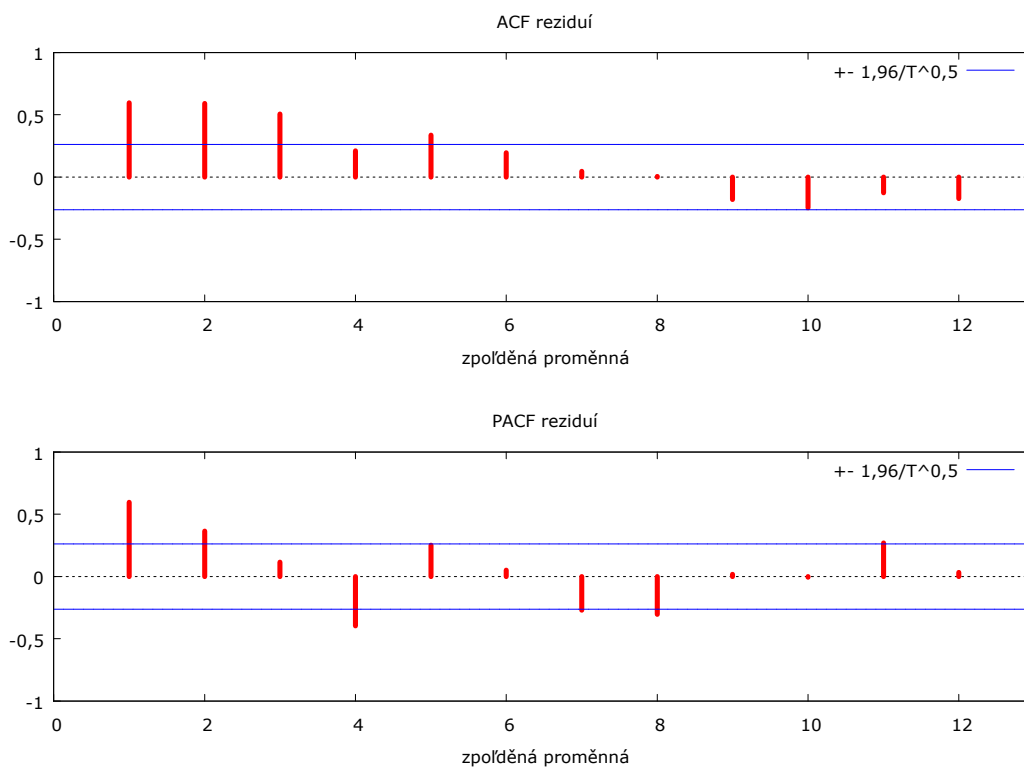 ACF reziduí
1
0,5
0
-0,5
-1
+- 1,96/T^0,5
0 2 4 6 8 10 12
zpoľděná proměnná
PACF reziduí
1
0,5
0
-0,5
-1
+- 1,96/T^0,5
0 2 4 6 8 10 12
zpoľděná proměnná